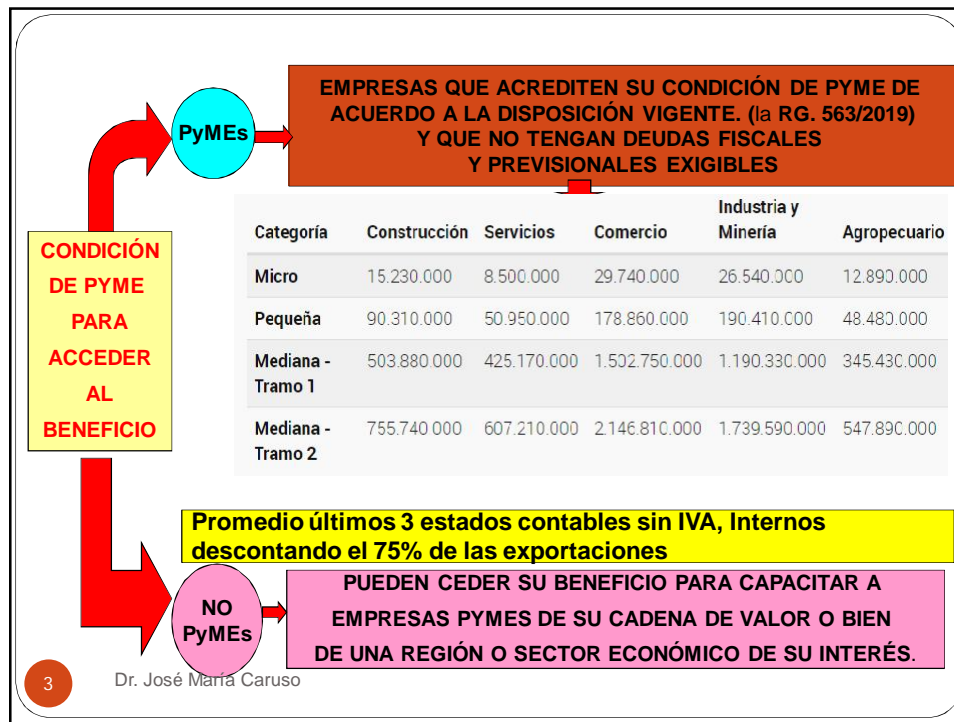 EMPRESAS QUE ACREDITEN SU CONDICIÓN DE PYME DE
ACUERDO A LA DISPOSICIÓN VIGENTE. (la RG. 563/2019)
Y QUE NO TENGAN DEUDAS FISCALES
Y PREVISIONALES EXIGIBLES
PyMEs
CONDICIÓN
DE PYME
PARA
ACCEDER
AL
BENEFICIO
Categoría Construcción Servicios Comercio Industria y Minería Agropecuario
Micro 15.230.000 8.500.000 29.740.000 26.540.000 12.890.000
Pequeña 90.310.000 50.950.000 178.860.000 190.410.000 48.480.000
Mediana - Tramo 1 503.880.000 425.170.000 1.502.750.000 1.190.330.000 345.430.000
Mediana - Tramo 2 755.740.000 607.210.000 2.146.810.000 1.739.590.000 547.890.000
Promedio últimos 3 estados contables sin IVA, Internos
descontando el 75% de las exportaciones
NO
PyMEs
PUEDEN CEDER SU BENEFICIO PARA CAPACITAR A
EMPRESAS PYMES DE SU CADENA DE VALOR O BIEN
DE UNA REGIÓN O SECTOR ECONÓMICO DE SU INTERÉS.
3
Dr. José María Caruso